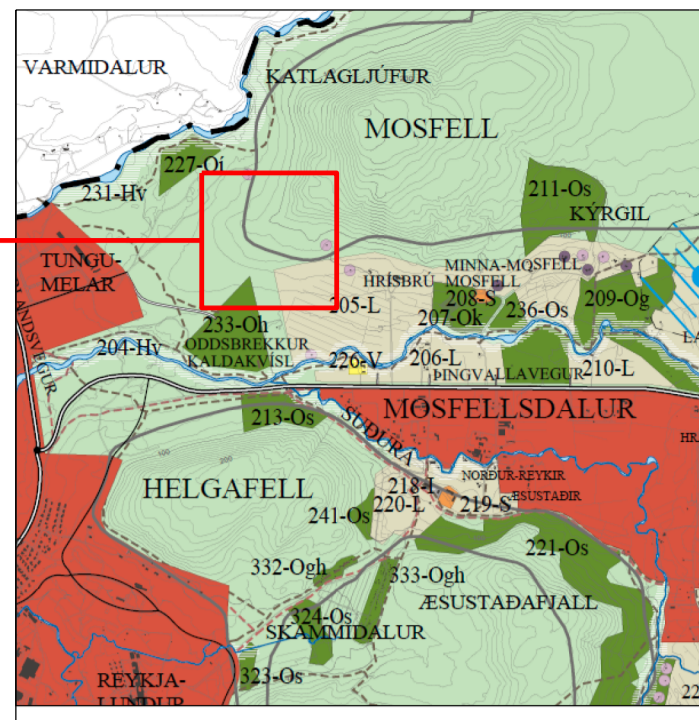 VARMIDALUR
KATLAGLJÚFUR
MOSFELL
227-Oí
231-Hv
211-Os
KÝRGIL
TUNGU-
MELAR
MINNA-MOSFELL
HRÍSBRÚ
MOSFELL
205-L
208-S
207-Ok
236-Os
209-Og
233-Oh
ODDSBREKKUR
KALDAKVÍSL
204-Hv
226-V
206-L
ÞINGVALLAVEGUR
210-L
213-Os
SUÐURÁ
MOSFELLSDALUR
HELGAFELL
NORÐUR-REYKIR
218-L
220-L
219-S
ÆSUSTAÐIR
241-Os
221-Os
332-Ogh
333-Ogh
ÆSUSTAÐAFJALL
324-Os
SKAMMIDALUR
323-Os
REYKJA-
LUNDUR